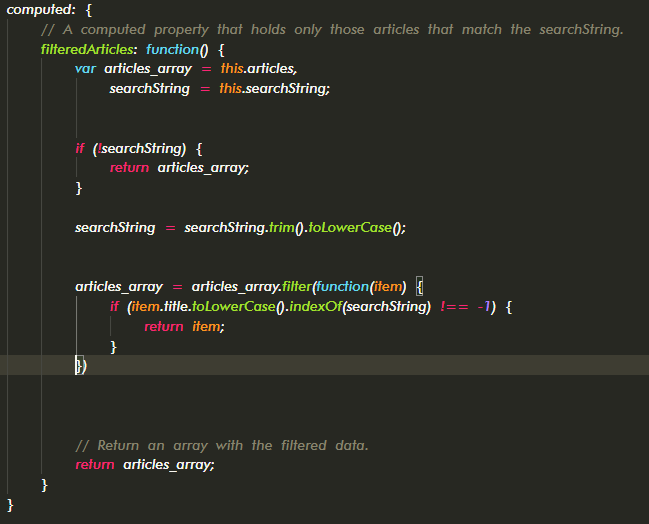 computed: {
// A computed property that holds only those articles that match the searchString.
filteredArticles: function() {
var articles_array = this.articles,
searchString = this.searchString;
if (!searchString) {
return articles_array;
}
searchString = searchString.trim().toLowerCase();
articles_array = articles_array.filter(function(item) {
if (item.title.toLowerCase().indexOf(searchString) !== -1) {
return item;
}
})
// Return an array with the filtered data.
return articles_array;
}
}